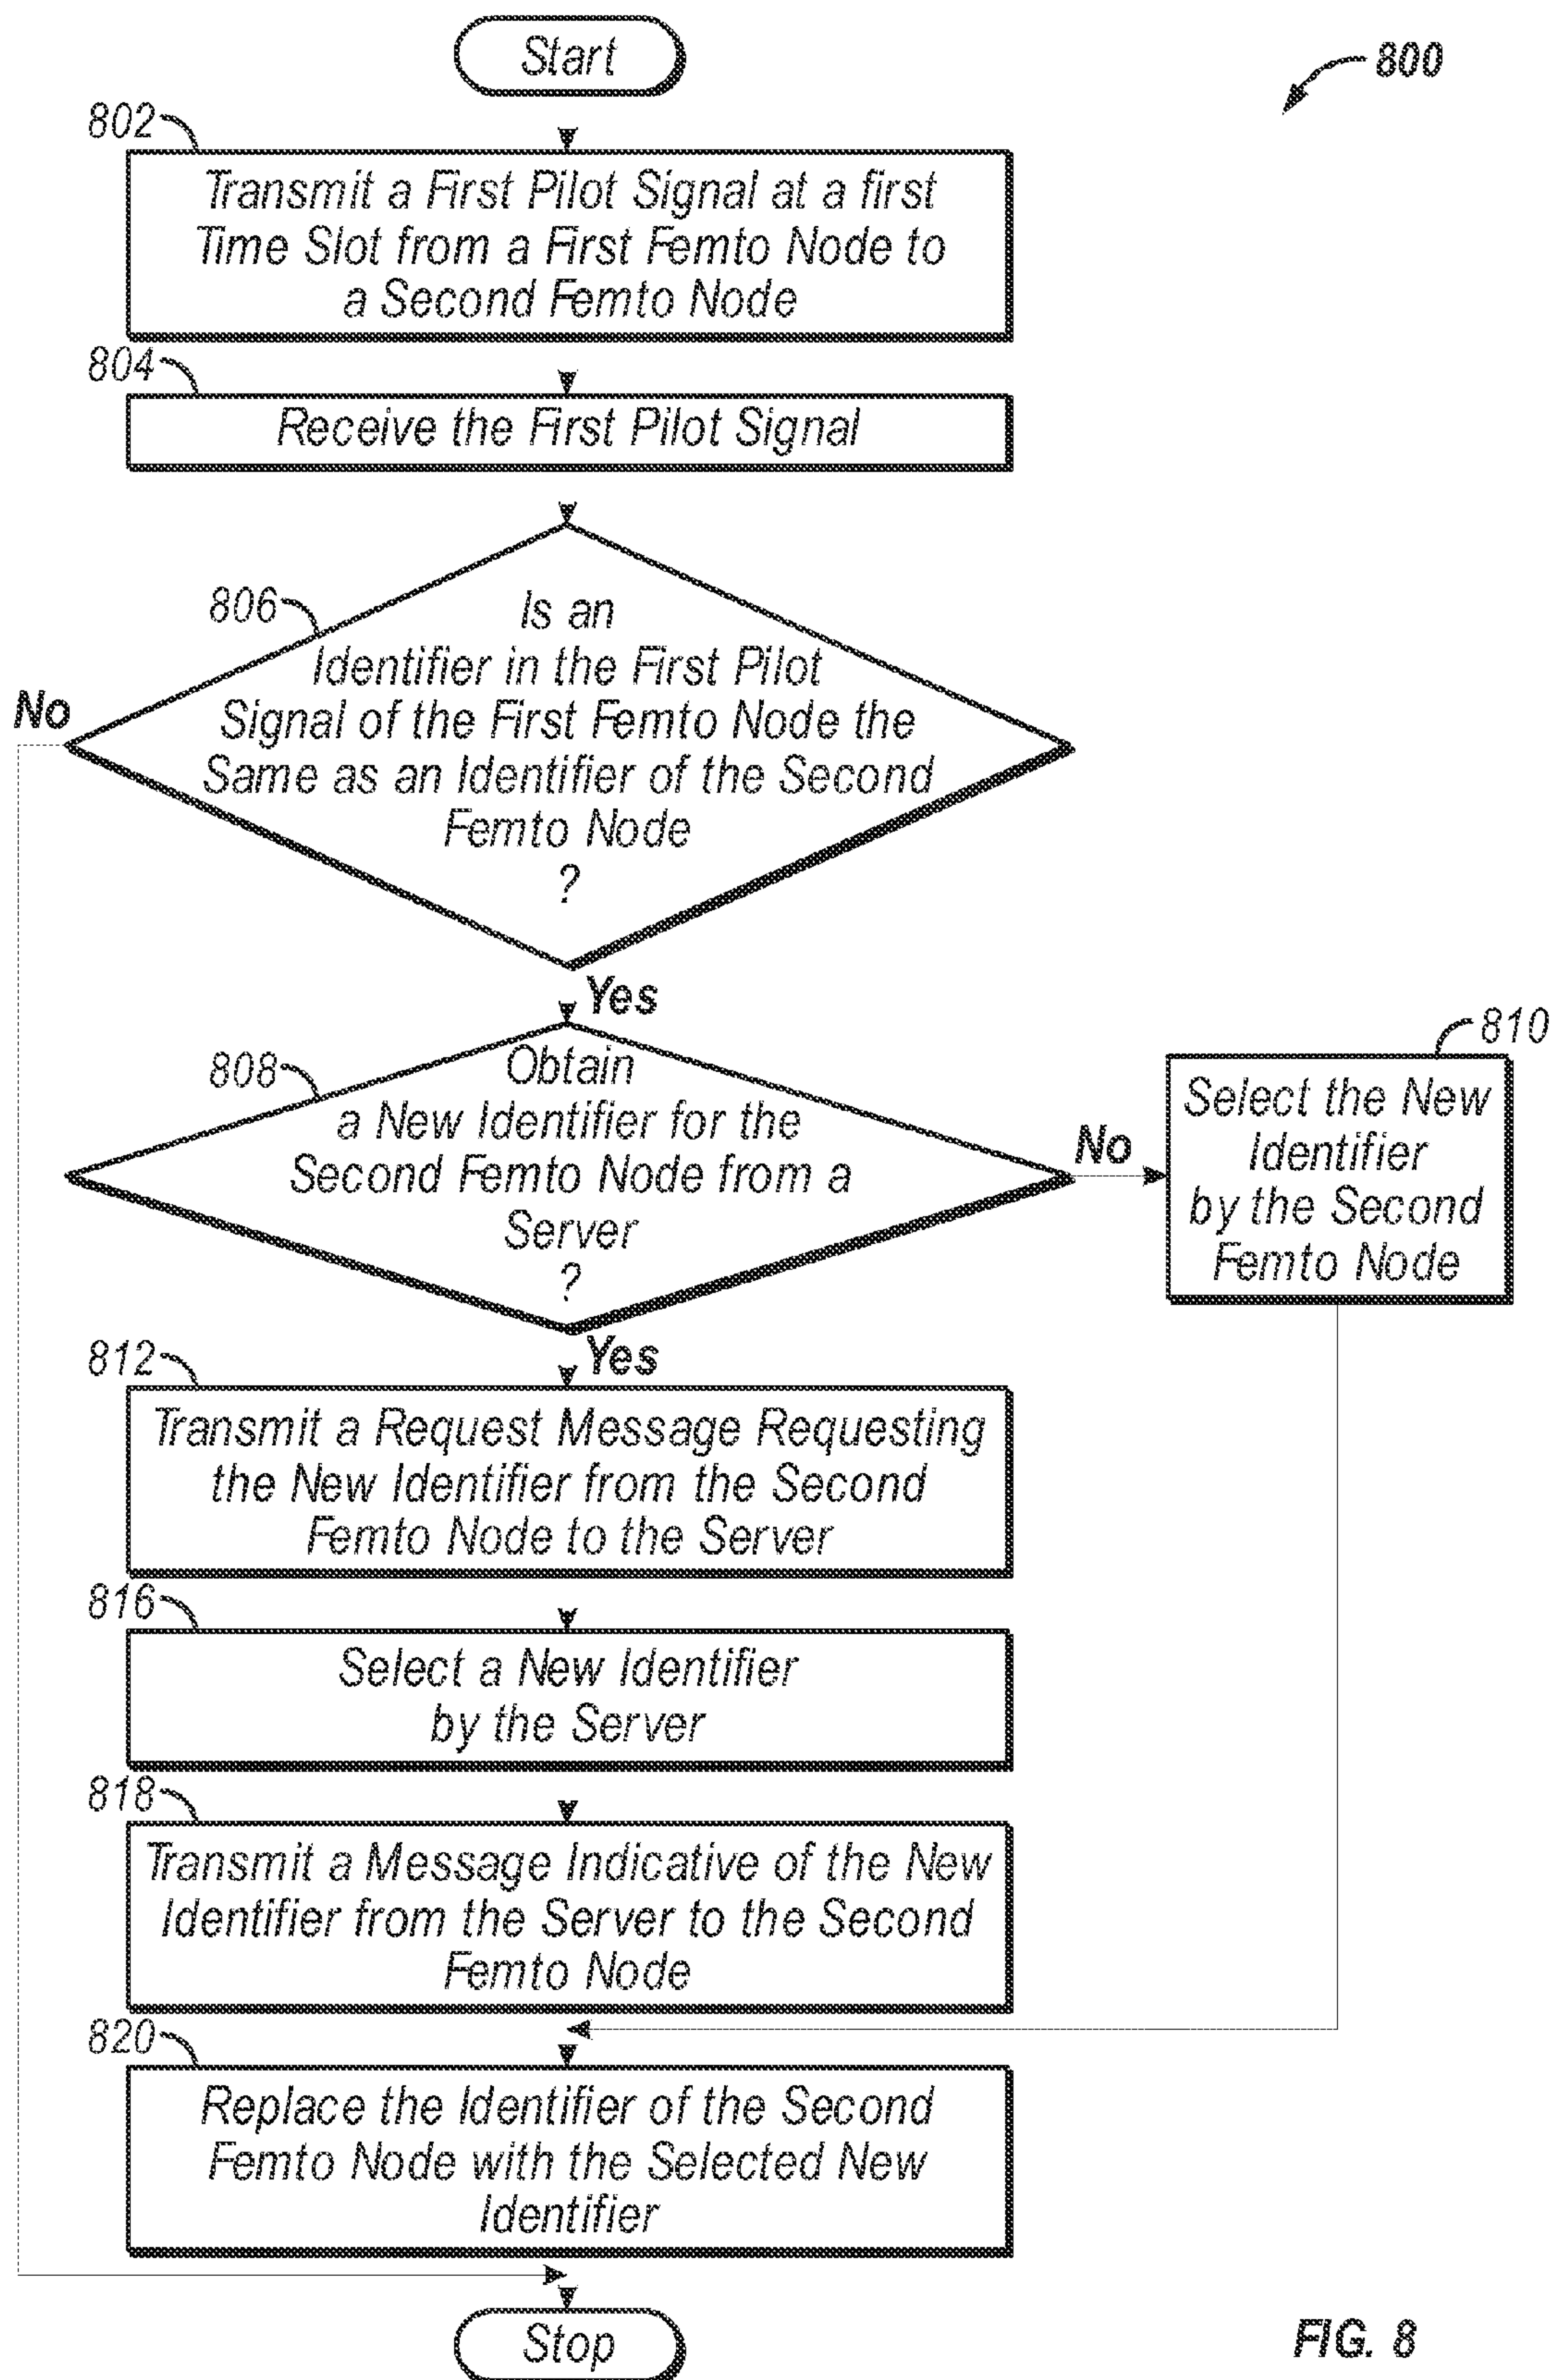 Start
800
802
Transmit a First Pilot Signal at a first
Time Slot from a First Femto Node to
a Second Femto Node
804
Receive the First Pilot Signal
806
Is an
Identifier in the First Pilot
Signal of the First Femto Node the
Same as an Identifier of the Second
Femto Node
?
No
Yes
808
Obtain
a New Identifier for the
Second Femto Node from a
Server
?
No
810
Select the New
Identifier
by the Second
Femto Node
Yes
812
Transmit a Request Message Requesting
the New Identifier from the Second
Femto Node to the Server
816
Select a New Identifier
by the Server
818
Transmit a Message Indicative of the New
Identifier from the Server to the Second
Femto Node
820
Replace the Identifier of the Second
Femto Node with the Selected New
Identifier
Stop
FIG. 8